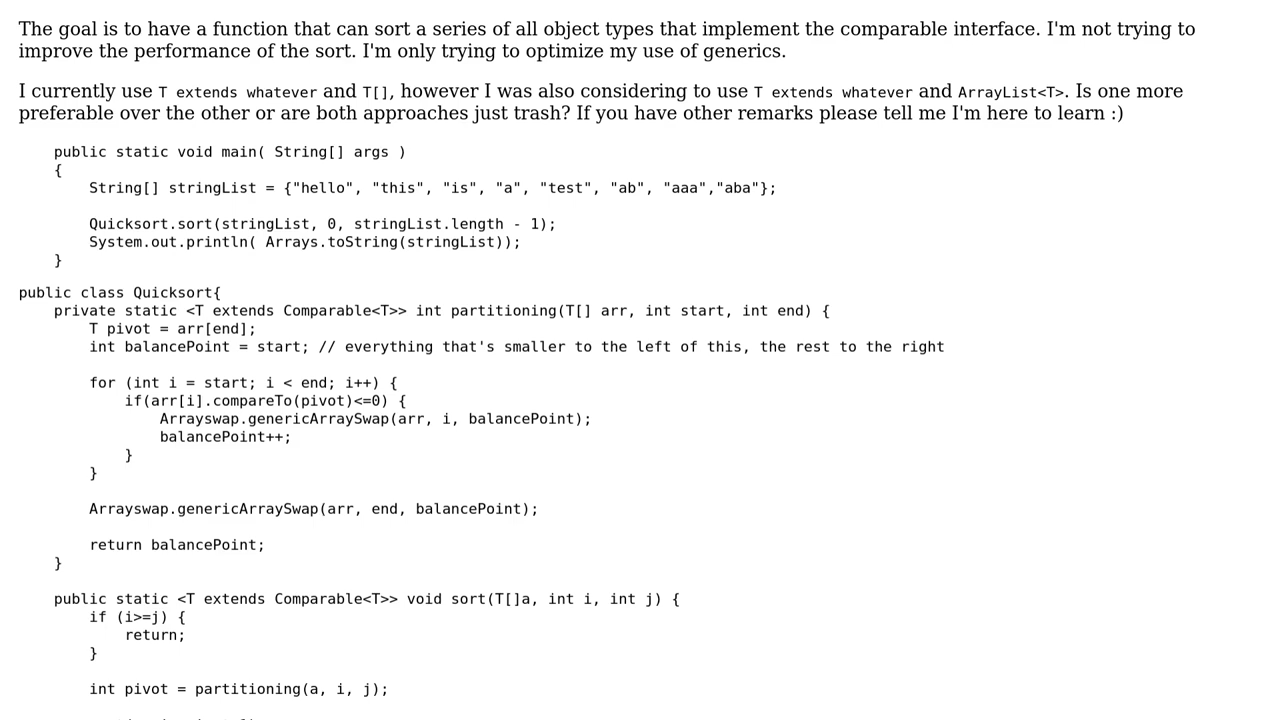 The goal is to have a function that can sort a series of all object types that implement the comparable interface. I'm not trying to
improve the performance of the sort. I'm only trying to optimize my use of generics.
I currently use T extends whatever and T[], however I was also considering to use T extends whatever and ArrayList<T>. Is one more
preferable over the other or are both approaches just trash? If you have other remarks please tell me I'm here to learn :)
public static void main( String[] args )
{
String[] stringList = {"hello", "this", "is", "a", "test", "ab", "aaa","aba"};
Quicksort.sort(stringList, 0, stringList.length - 1);
System.out.println( Arrays.toString(stringList));
}
public class Quicksort{
private static <T extends Comparable<T>> int partitioning(T[] arr, int start, int end) {
T pivot = arr[end];
int balancePoint = start; // everything that's smaller to the left of this, the rest to the right
for (int i = start; i < end; i++) {
if(arr[i].compareTo(pivot)<=0) {
Arrayswap.genericArraySwap(arr, i, balancePoint);
balancePoint++;
}
}
Arrayswap.genericArraySwap(arr, end, balancePoint);
return balancePoint;
}
public static <T extends Comparable<T>> void sort(T[]a, int i, int j) {
if (i>=j) {
return;
}
int pivot = partitioning(a, i, j);